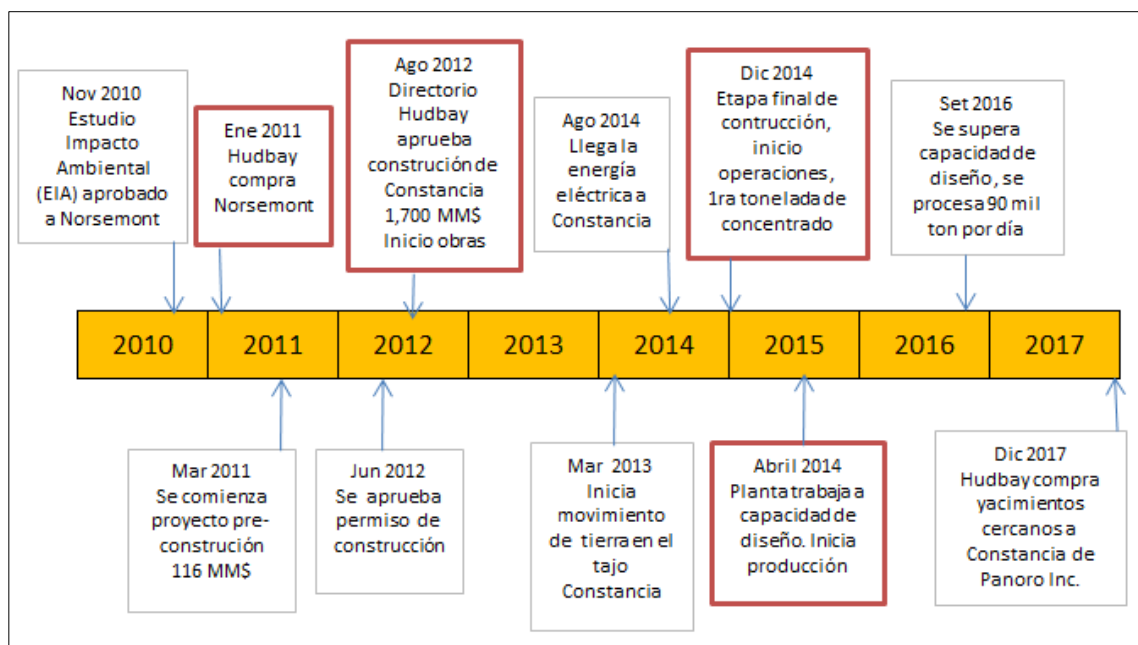 Nov 2010
Estudio
Impacto
Ambiental
(EIA) aprobado
a Norsemont
Ene 2011
Hudbay
compra
Norsemont
Ago 2012
Directorio
Hudbay
aprueba
construción de
Constancia
1,700 MM$
Inicio obras
Ago 2014
Llega la
energía
eléctrica a
Constancia
Dic 2014
Etapa final de
contrucción,
inicio
operaciones,
1ra tonelada de
concentrado
Set 2016
Se supera
capacidad de
diseño, se
procesa 90 mil
ton por día
2010 2011 2012 2013 2014 2015 2016 2017
Mar 2011
Se comienza
proyecto pre-
construción
116 MM$
Jun 2012
Se aprueba
permiso de
construcción
Mar 2013
Inicia
movimiento
de tierra en el
tajo
Constancia
Abril 2014
Planta trabaja a
capacidad de
diseño. Inicia
producción
Dic 2017
Hudbay compra
yacimientos
cercanos a
Constancia de
Panoro Inc.